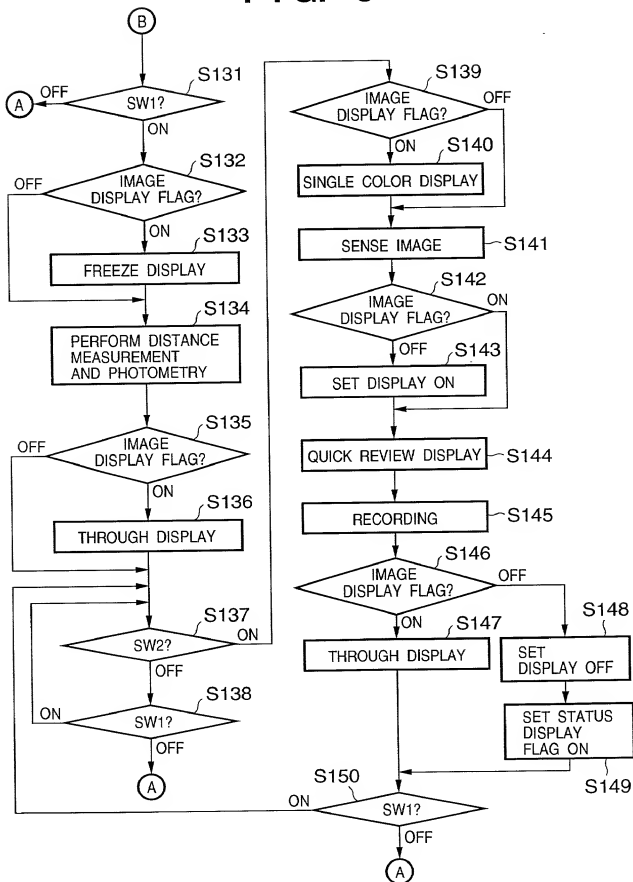 B
S131
OFF
A
SW1?
ON
S132
OFF
IMAGE
DISPLAY FLAG?
ON
S133
FREEZE DISPLAY
S134
PERFORM DISTANCE
MEASUREMENT
AND PHOTOMETRY
S135
OFF
IMAGE
DISPLAY FLAG?
ON
S136
THROUGH DISPLAY
S137
ON
SW2?
OFF
S138
ON
SW1?
OFF
A
S139
IMAGE
DISPLAY FLAG?
OFF
ON
S140
SINGLE COLOR DISPLAY
SENSE IMAGE
S141
S142
IMAGE
DISPLAY FLAG?
ON
OFF
S143
SET DISPLAY ON
QUICK REVIEW DISPLAY
S144
RECORDING
S145
S146
IMAGE
DISPLAY FLAG?
OFF
ON
S147
THROUGH DISPLAY
S148
SET
DISPLAY OFF
SET STATUS
DISPLAY
FLAG ON
S149
S150
ON
SW1?
OFF
A